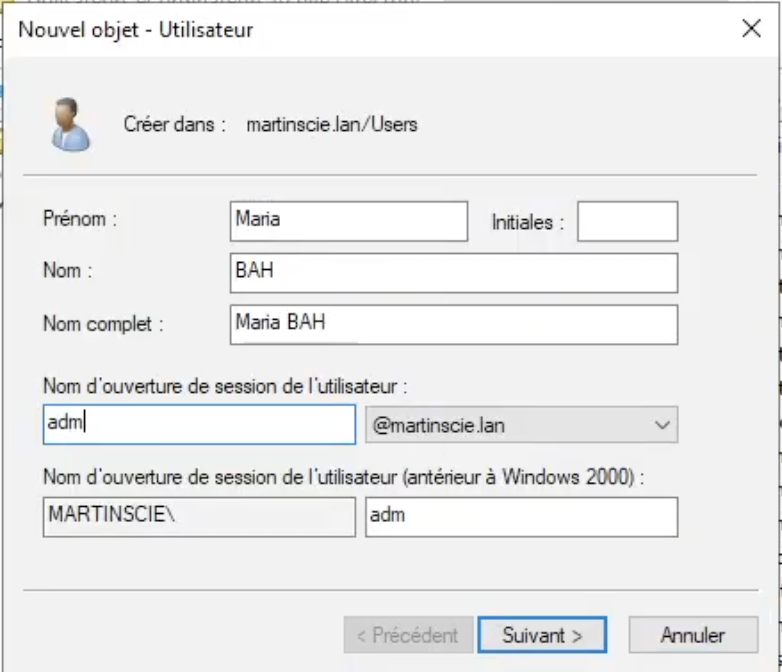 Nouvel objet - Utilisateur
Créer dans : martinscie.lan/Users
Prénom : Maria Initiales :
Nom : BAH
Nom complet : Maria BAH
Nom d'ouverture de session de l'utilisateur :
adm @martinscie.lan
Nom d'ouverture de session de l'utilisateur (antérieur à Windows 2000) :
MARTINSCIE\ adm
< Précédent Suivant > Annuler